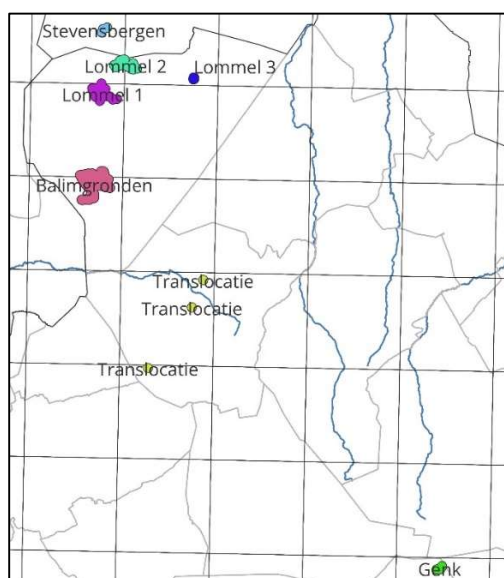 Stevensbergen
Lommel 2
Lommel 3
Lommel 1
Balimgronden
Translocatie
Translocatie
Translocatie
Genk